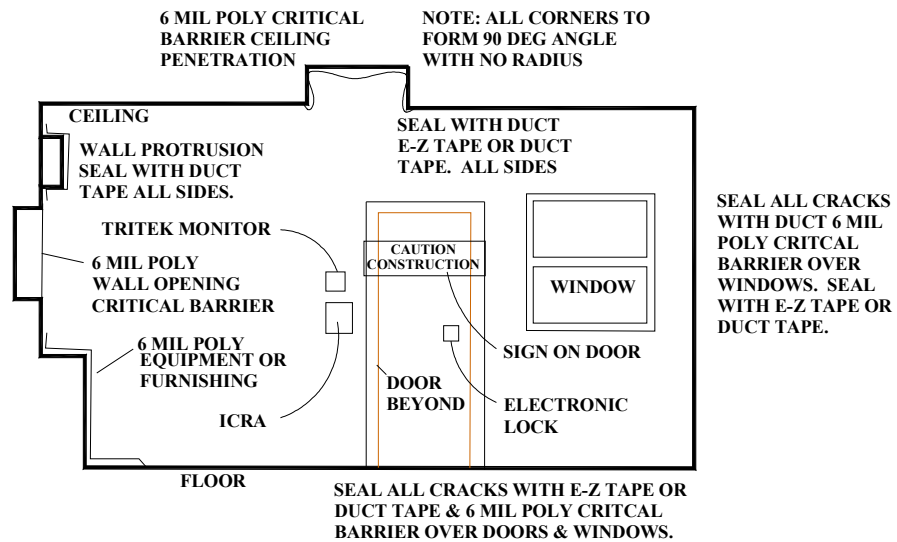 6 MIL POLY CRITICAL
BARRIER CEILING
PENETRATION
NOTE: ALL CORNERS TO
FORM 90 DEG ANGLE
WITH NO RADIUS
CEILING
WALL PROTRUSION
SEAL WITH DUCT
TAPE ALL SIDES.
SEAL WITH DUCT
E-Z TAPE OR DUCT
TAPE. ALL SIDES
SEAL ALL CRACKS
WITH DUCT 6 MIL
POLY CRITCAL
BARRIER OVER
WINDOWS. SEAL
WITH E-Z TAPE OR
DUCT TAPE.
TRITEK MONITOR
6 MIL POLY
WALL OPENING
CRITICAL BARRIER
CAUTION
CONSTRUCTION
WINDOW
6 MIL POLY
EQUIPMENT OR
FURNISHING
SIGN ON DOOR
DOOR
BEYOND
ELECTRONIC
LOCK
ICRA
FLOOR
SEAL ALL CRACKS WITH E-Z TAPE OR
DUCT TAPE & 6 MIL POLY CRITCAL
BARRIER OVER DOORS & WINDOWS.